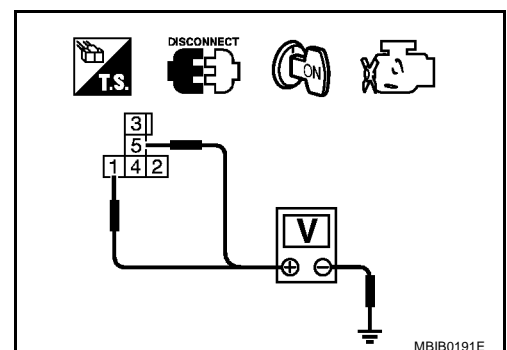 DISCONNECT
T.S.
ON
3
5
1 4 2
V
⊕ ⊖
MBIB0191E